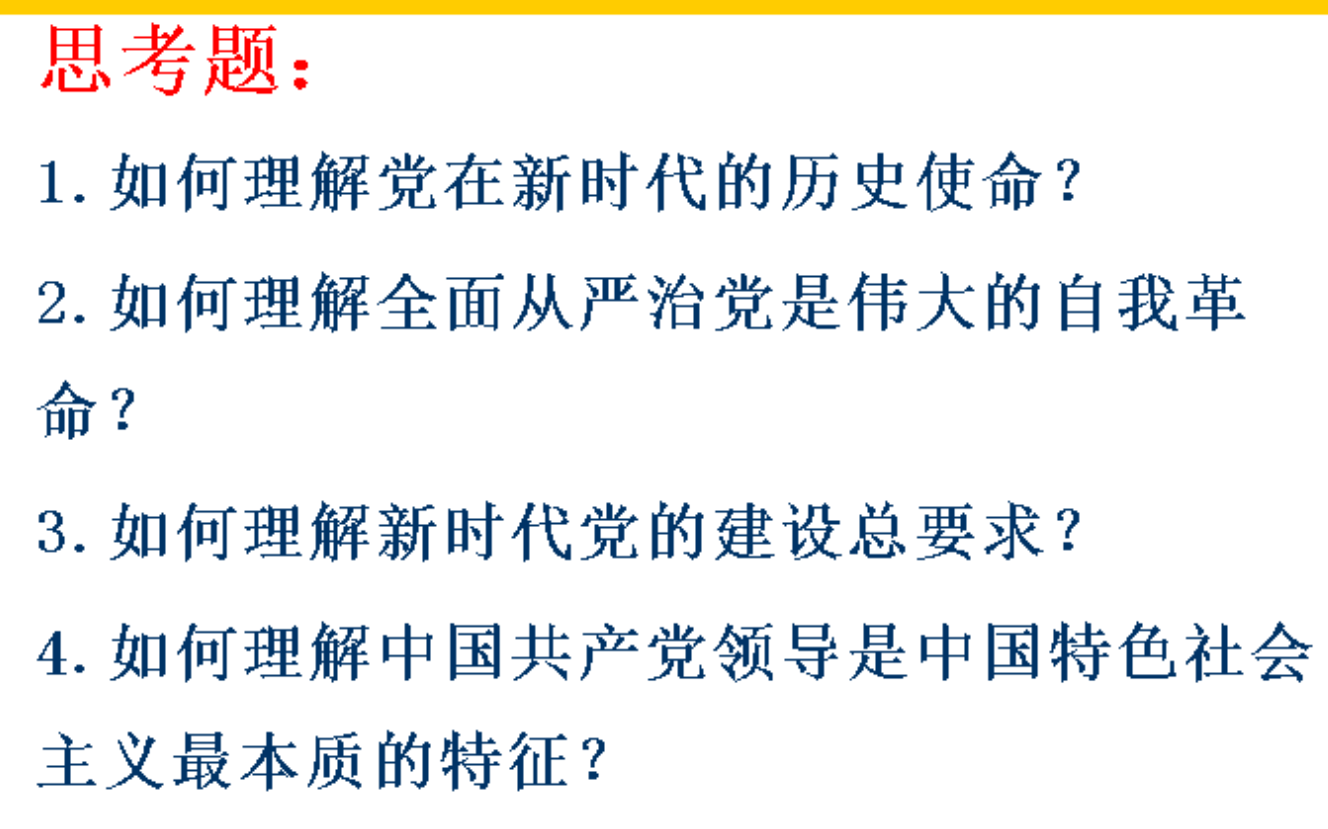 思考题：
1. 如何理解党在新时代的历史使命？
2. 如何理解全面从严治党是伟大的自我革
命？
3. 如何理解新时代党的建设总要求？
4. 如何理解中国共产党领导是中国特色社会
主义最本质的特征？